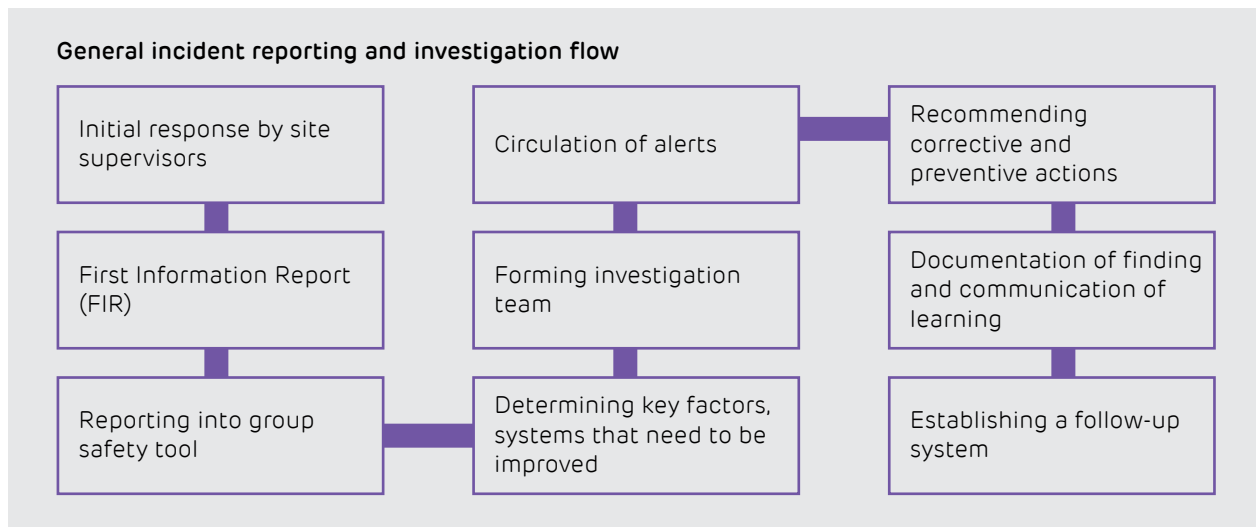 General incident reporting and investigation flow
Initial response by site
supervisors
First Information Report
(FIR)
Reporting into group
safety tool
Determining key factors,
systems that need to be
improved
Forming investigation
team
Circulation of alerts
Recommending
corrective and
preventive actions
Documentation of finding
and communication of
learning
Establishing a follow-up
system